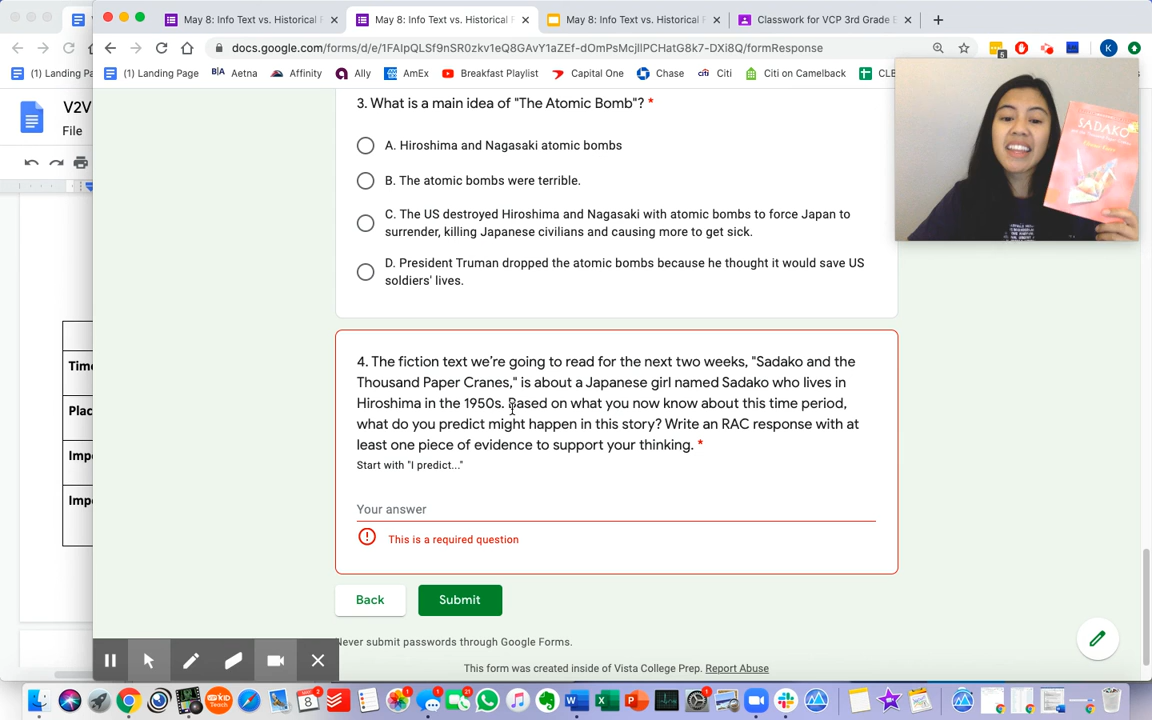 May 8: Info Text vs. Historical F
May 8: Info Text vs. Historical F
May 8: Info Text vs. Historical F
Classwork for VCP 3rd Grade E
docs.google.com/forms/d/e/1FAIpQLSf9nSR0zkv1eQ8GAvY1aZEf-dOmPsMcjlIPCHatG8k7-DXi8Q/formResponse
(1) Landing Pa
(1) Landing Page
Aetna
Affinity
Ally
AmEx
Breakfast Playlist
Capital One
Chase
Citi
Citi on Camelback
CLE
V2V
File
SADAKO
3. What is a main idea of "The Atomic Bomb"? *
A. Hiroshima and Nagasaki atomic bombs
B. The atomic bombs were terrible.
C. The US destroyed Hiroshima and Nagasaki with atomic bombs to force Japan to
surrender, killing Japanese civilians and causing more to get sick.
D. President Truman dropped the atomic bombs because he thought it would save US
soldiers' lives.
Time
Plac
Impo
Impo
4. The fiction text we're going to read for the next two weeks, "Sadako and the
Thousand Paper Cranes," is about a Japanese girl named Sadako who lives in
Hiroshima in the 1950s. Based on what you now know about this time period,
what do you predict might happen in this story? Write an RAC response with at
least one piece of evidence to support your thinking. *
Start with "I predict..."
Your answer
This is a required question
Back
Submit
Never submit passwords through Google Forms.
This form was created inside of Vista College Prep. Report Abuse